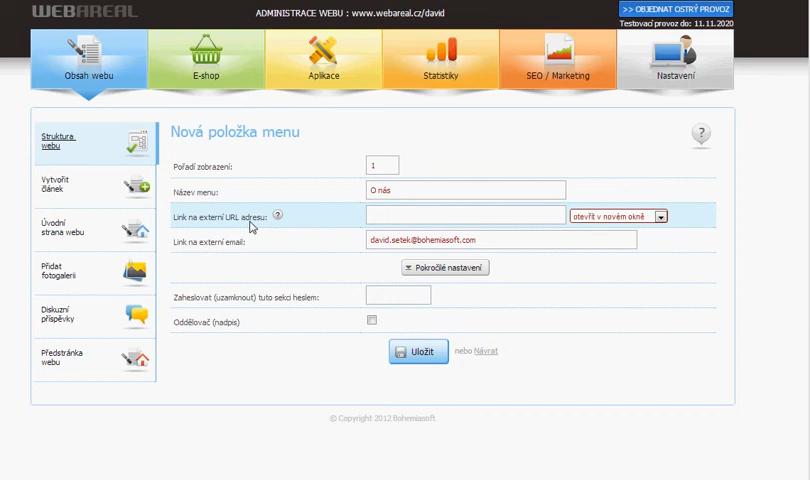 WEBAREAL
ADMINISTRACE WEBU : www.webareal.cz/david
>> OBJEDNAT OSTRÝ PROVOZ
Testovací provoz do: 11.11.2020
Obsah webu
E-shop
Aplikace
Statistiky
SEO / Marketing
Nastavení
Struktura webu
Vytvořit článek
Úvodní strana webu
Přidat fotogalerii
Diskuzní příspěvky
Předstránka webu
Nová položka menu
?
Pořadí zobrazení: 1
Název menu: O nás
Link na externí URL adresu: ? otevřít v novém okně
Link na externí email: david.setek@bohemiasoft.com
Pokročilé nastavení
Zaheslovat (uzamknout) tuto sekci heslem:
Oddělovač (nadpis)
Uložit nebo Návrat
© Copyright 2012 Bohemiasoft